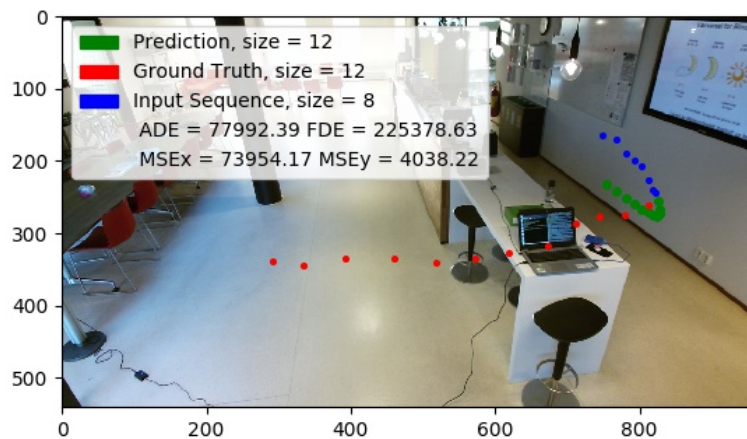 0
100
200
300
400
500
0
200
400
600
800
Prediction, size = 12
Ground Truth, size = 12
Input Sequence, size = 8
ADE = 77992.39 FDE = 225378.63
MSEx = 73954.17 MSEy = 4038.22